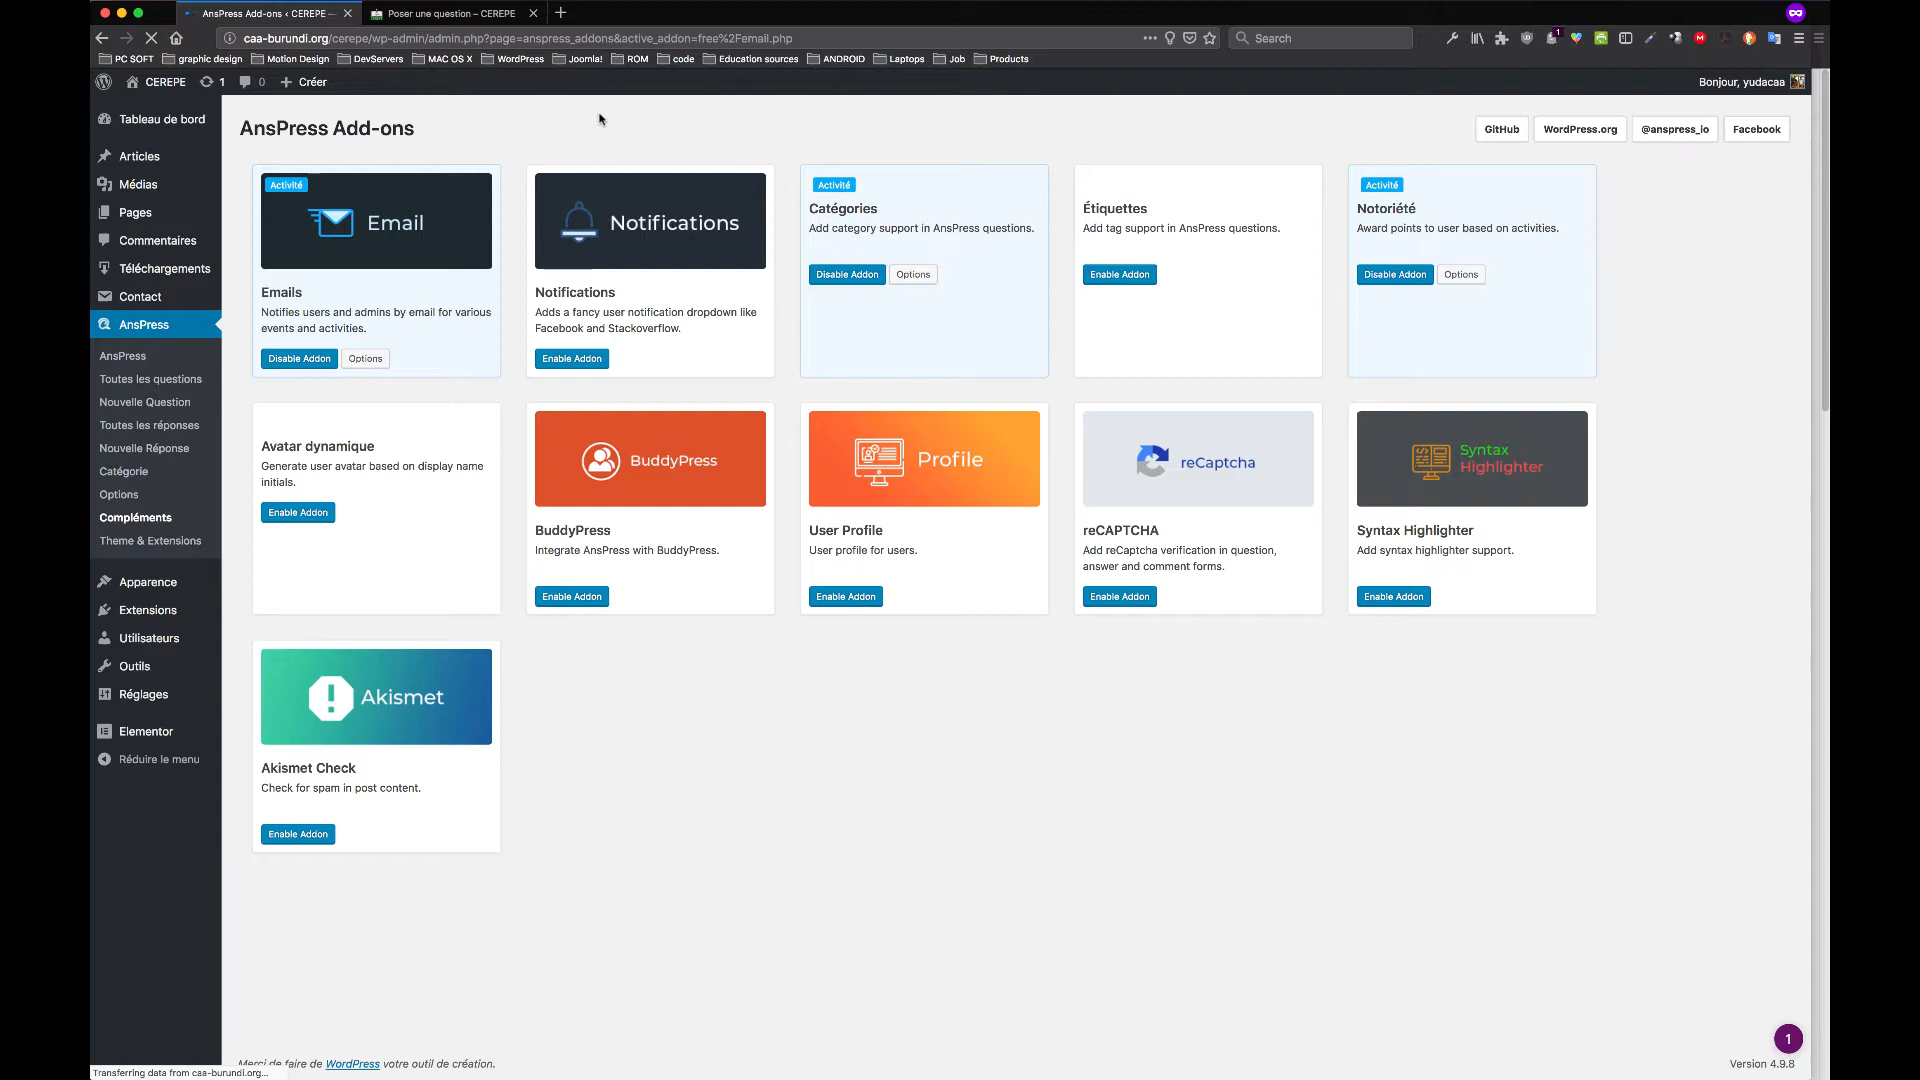 AnsPress Add-ons ‹ CEREPE —
Poser une question – CEREPE
caa-burundi.org/cerepe/wp-admin/admin.php?page=anspress_addons&active_addon=free%2Femail.php
Search
1
PC SOFT
graphic design
Motion Design
DevServers
MAC OS X
WordPress
Joomla!
ROM
code
Education sources
ANDROID
Laptops
Job
Products
CEREPE
1
0
Créer
Bonjour, yudacaa
Tableau de bord
Articles
Médias
Pages
Commentaires
Téléchargements
Contact
AnsPress
AnsPress
Toutes les questions
Nouvelle Question
Toutes les réponses
Nouvelle Réponse
Catégorie
Options
Compléments
Theme & Extensions
Apparence
Extensions
Utilisateurs
Outils
Réglages
Elementor
Réduire le menu
AnsPress Add-ons
GitHub
WordPress.org
@anspress_io
Facebook
Activité
Email
Emails
Notifies users and admins by email for various
events and activities.
Disable Addon
Options
Notifications
Notifications
Adds a fancy user notification dropdown like
Facebook and Stackoverflow.
Enable Addon
Activité
Catégories
Add category support in AnsPress questions.
Disable Addon
Options
Étiquettes
Add tag support in AnsPress questions.
Enable Addon
Activité
Notoriété
Award points to user based on activities.
Disable Addon
Options
Avatar dynamique
Generate user avatar based on display name
initials.
Enable Addon
BuddyPress
BuddyPress
Integrate AnsPress with BuddyPress.
Enable Addon
Profile
User Profile
User profile for users.
Enable Addon
reCaptcha
reCAPTCHA
Add reCaptcha verification in question,
answer and comment forms.
Enable Addon
Syntax
Highlighter
Syntax Highlighter
Add syntax highlighter support.
Enable Addon
Akismet
Akismet Check
Check for spam in post content.
Enable Addon
1
Merci de faire de WordPress votre outil de création.
Version 4.9.8
Transferring data from caa-burundi.org...